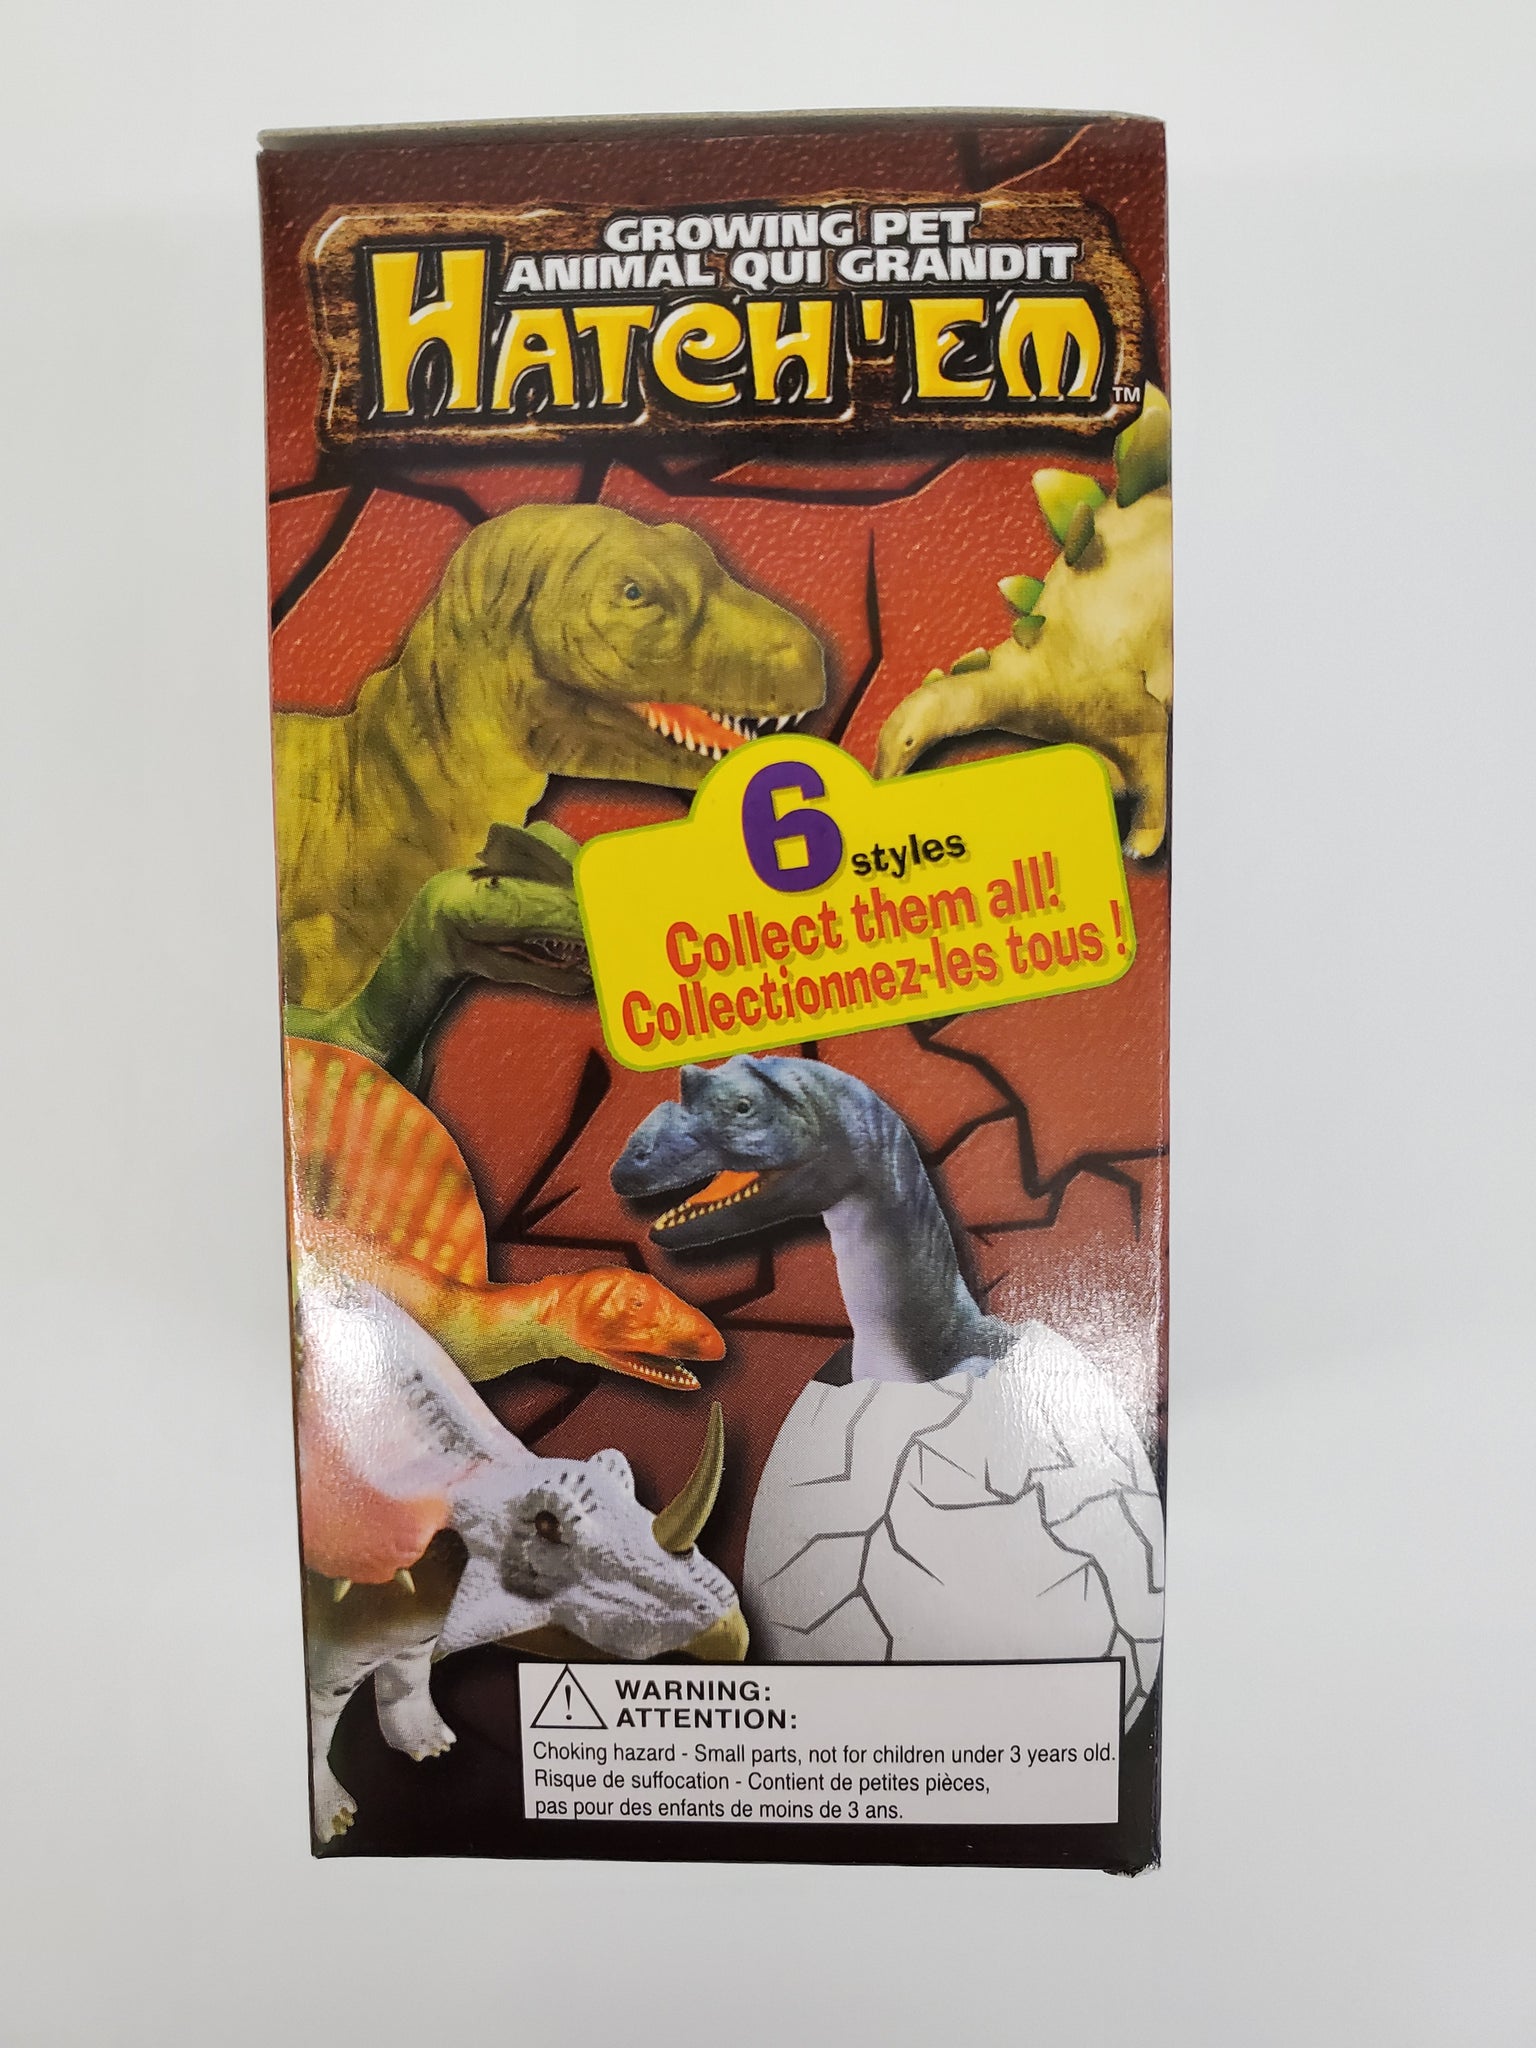 GROWING PET
ANIMAL QUI GRANDIT
HATCH'EM TM
6 styles
Collect them all!
Collectionnez-les tous !
WARNING:
ATTENTION:
Choking hazard - Small parts, not for children under 3 years old.
Risque de suffocation - Contient de petites pièces,
pas pour des enfants de moins de 3 ans.